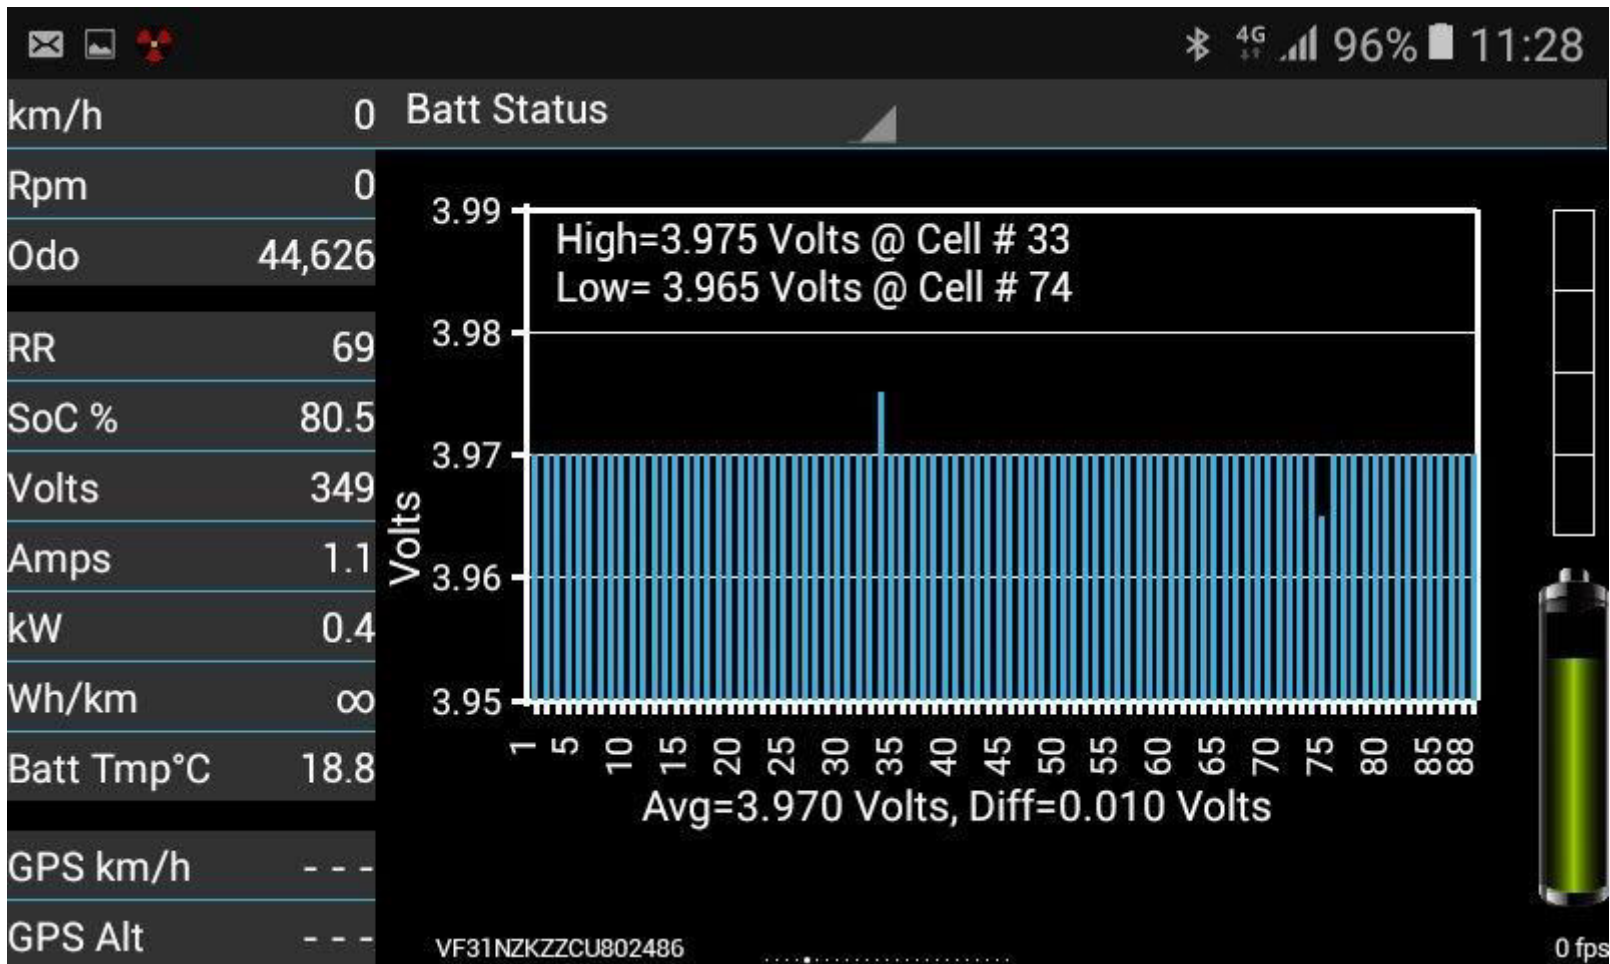 4G 96% 11:28
km/h 0
Batt Status
Rpm 0
Odo 44,626
RR 69
SoC % 80.5
Volts 349
Amps 1.1
kW 0.4
Wh/km ∞
Batt Tmp°C 18.8
GPS km/h - - -
GPS Alt - - -
High=3.975 Volts @ Cell # 33
Low= 3.965 Volts @ Cell # 74
3.99
3.98
3.97
3.96
3.95
Volts
1 5 10 15 20 25 30 35 40 45 50 55 60 65 70 75 80 85 88
Avg=3.970 Volts, Diff=0.010 Volts
VF31NZKZZCU802486
0 fps